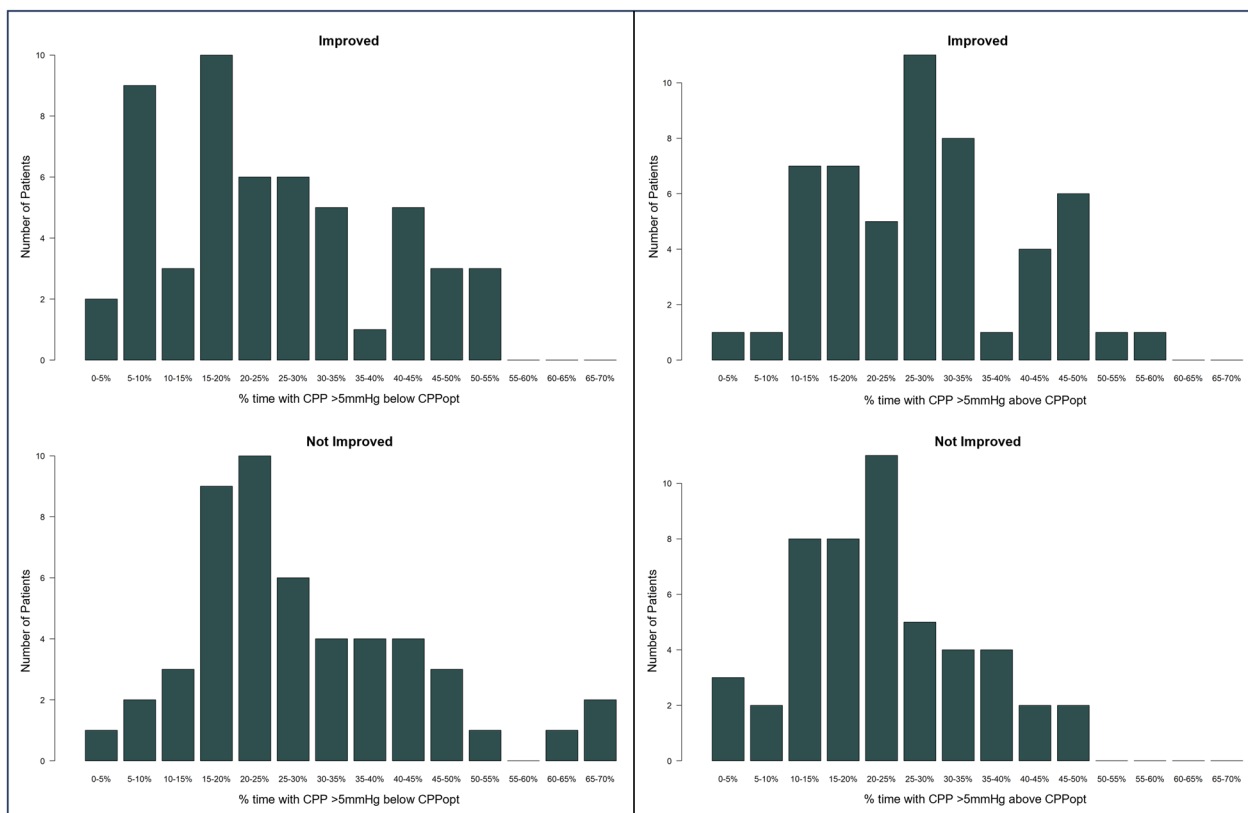 Improved
Number of Patients
10
8
6
4
2
0
0-5% 5-10% 10-15% 15-20% 20-25% 25-30% 30-35% 35-40% 40-45% 45-50% 50-55% 55-60% 60-65% 65-70%
% time with CPP >5mmHg below CPPopt
Improved
Number of Patients
10
8
6
4
2
0
0-5% 5-10% 10-15% 15-20% 20-25% 25-30% 30-35% 35-40% 40-45% 45-50% 50-55% 55-60% 60-65% 65-70%
% time with CPP >5mmHg above CPPopt
Not Improved
Number of Patients
10
8
6
4
2
0
0-5% 5-10% 10-15% 15-20% 20-25% 25-30% 30-35% 35-40% 40-45% 45-50% 50-55% 55-60% 60-65% 65-70%
% time with CPP >5mmHg below CPPopt
Not Improved
Number of Patients
10
8
6
4
2
0
0-5% 5-10% 10-15% 15-20% 20-25% 25-30% 30-35% 35-40% 40-45% 45-50% 50-55% 55-60% 60-65% 65-70%
% time with CPP >5mmHg above CPPopt